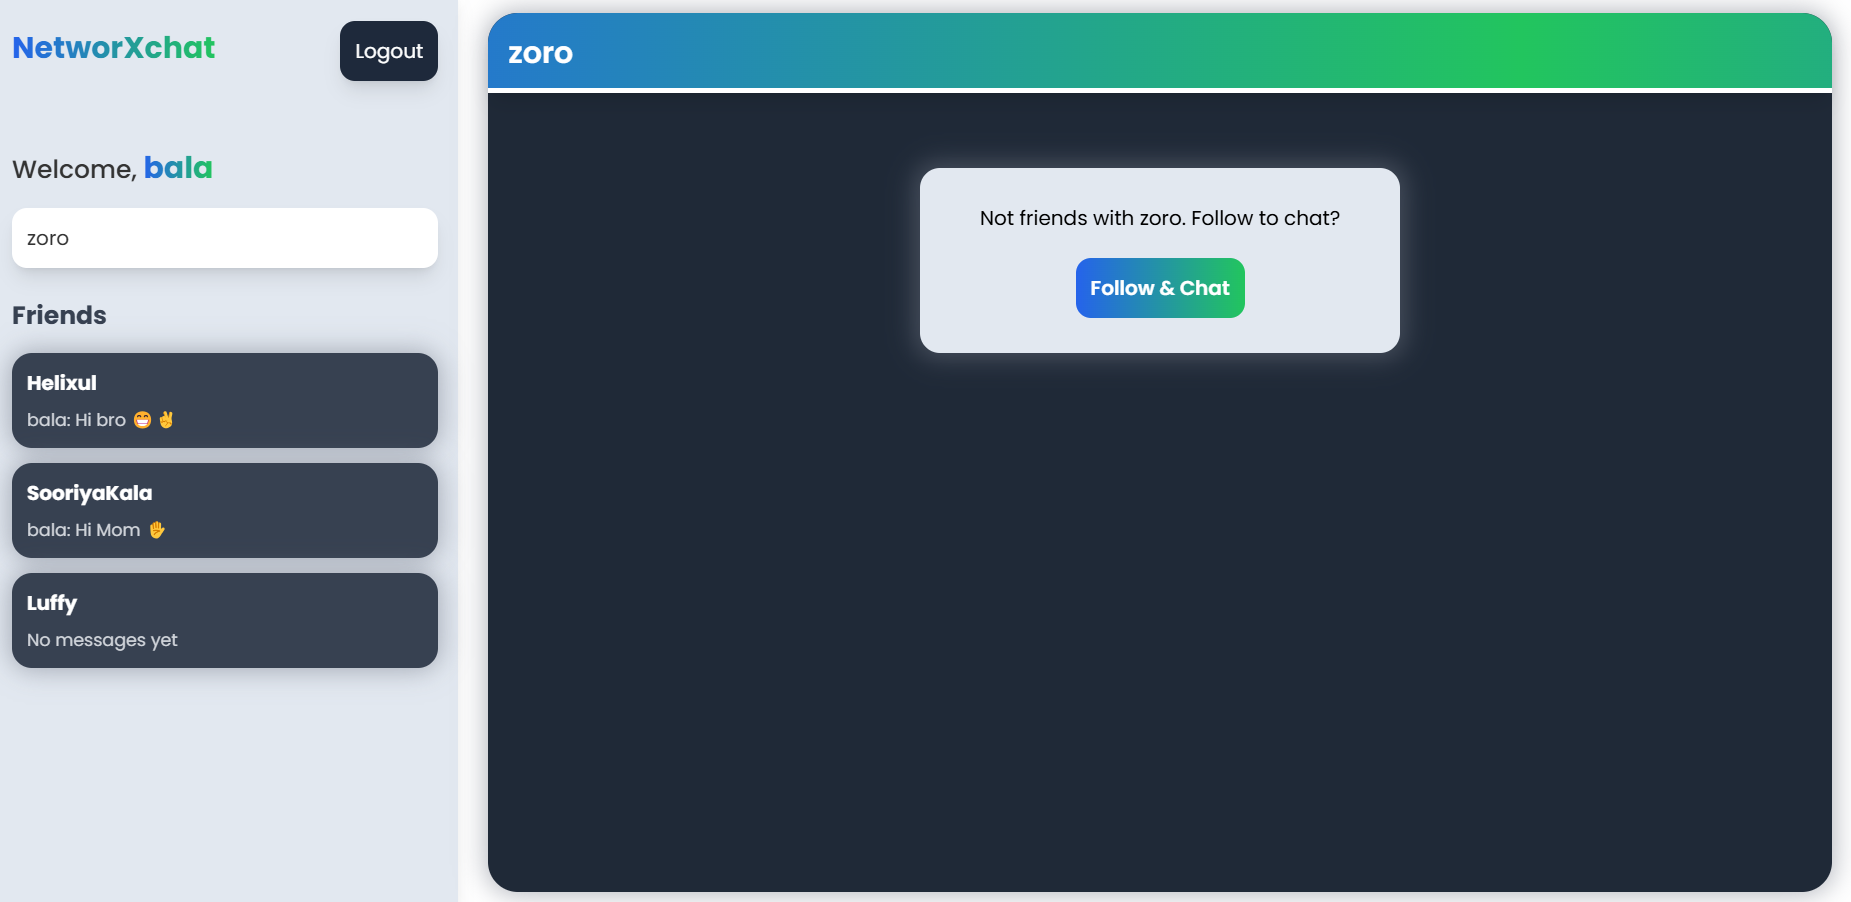 NetworXchat
Logout
Welcome, bala
zoro
Friends
Helixul
bala: Hi bro 😁✌
SooriyaKala
bala: Hi Mom ✋
Luffy
No messages yet
zoro
Not friends with zoro. Follow to chat?
Follow & Chat